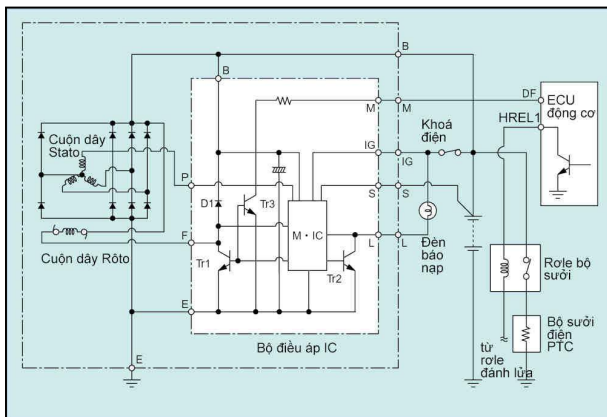 B
B
M
M
DF
ECU
động cơ
HREL1
Khoá
điện
IG
IG
Cuộn dây
Stato
P
S
S
D1
Tr3
M · IC
Đèn
báo
nạp
L
L
F
Tr1
Tr2
Cuộn dây Rôto
Rơle bộ
sưởi
E
Bộ điều áp IC
Bộ sưởi
điện
PTC
từ
rơle
đánh lửa
E